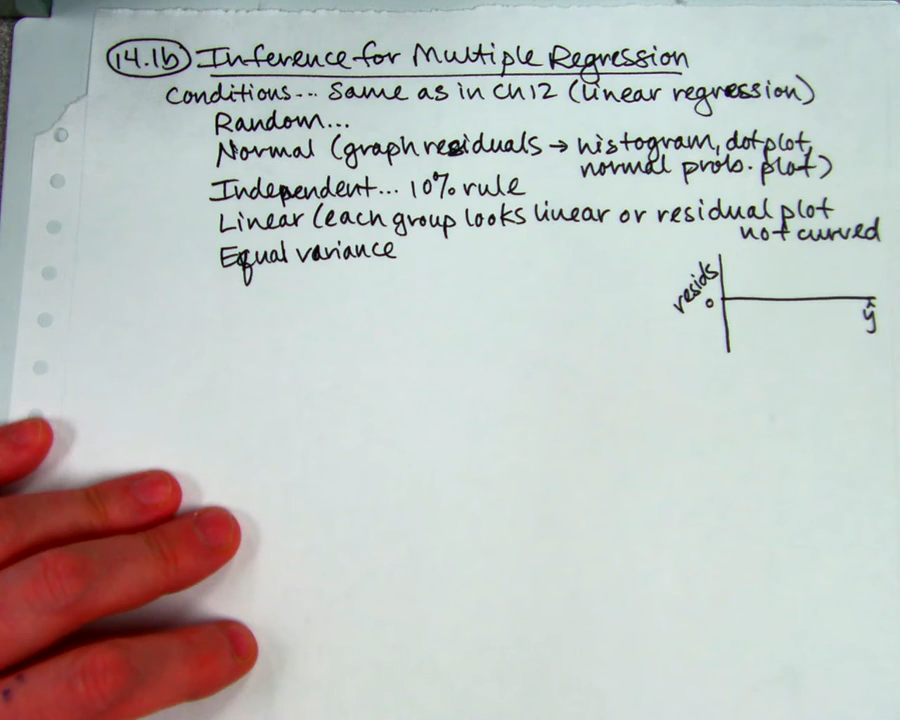 14.1b Inference for Multiple Regression
Conditions... Same as in Ch12 (linear regression)
Random...
Normal (graph residuals → histogram, dotplot,
normal prob. plot)
Independent... 10% rule
Linear (each group looks linear or residual plot
not curved
Equal variance
resids
0
ŷ